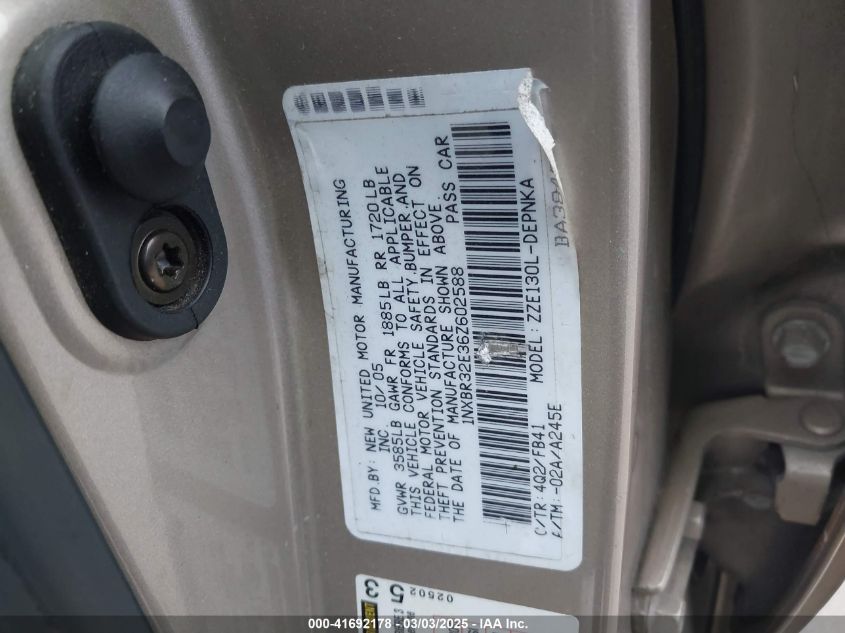 MFD.BY: NEW UNITED MOTOR MANUFACTURING
INC. 10/05
GVWR 3585LB GAWR FR 1885LB RR 1720LB
THIS VEHICLE CONFORMS TO ALL APPLICABLE
FEDERAL MOTOR VEHICLE SAFETY,BUMPER,AND
THEFT PREVENTION STANDARDS IN EFFECT ON
THE DATE OF MANUFACTURE SHOWN ABOVE.
1NXBR32E36Z602588 PASS CAR
MODEL: ZZE130L-DEPNKA
C/TR: 4Q2/FB41
A/TM:-02A/A245E
02602
000-41692178 - 03/03/2025 - IAAI.COM